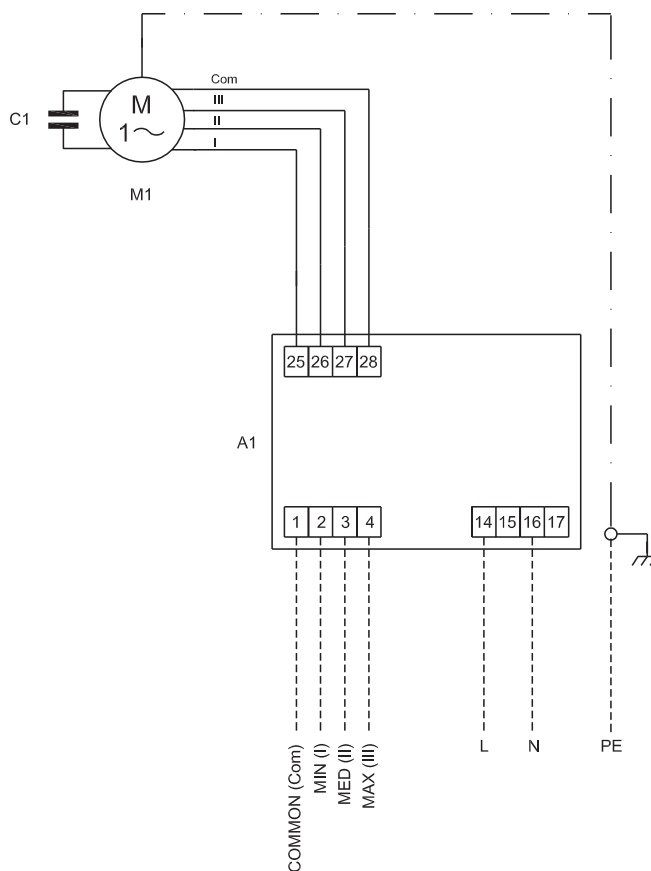 Com
III
II
I
C1
M
1~
M1
25 26 27 28
A1
1 2 3 4
14 15 16 17
COMMON (Com)
MIN (I)
MED (II)
MAX (III)
L
N
PE